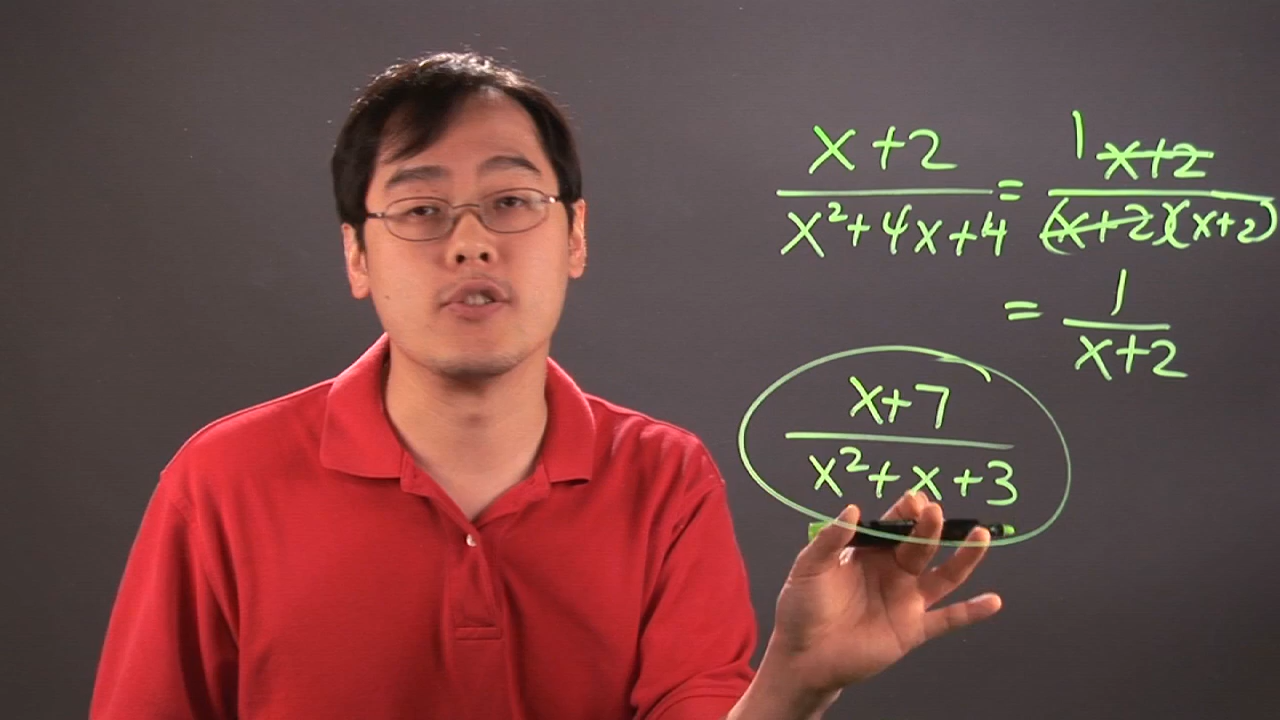 x+2 / x²+4x+4 = 1 x+2 / (x+2)(x+2)
= 1 / x+2
x+7 / x²+x+3